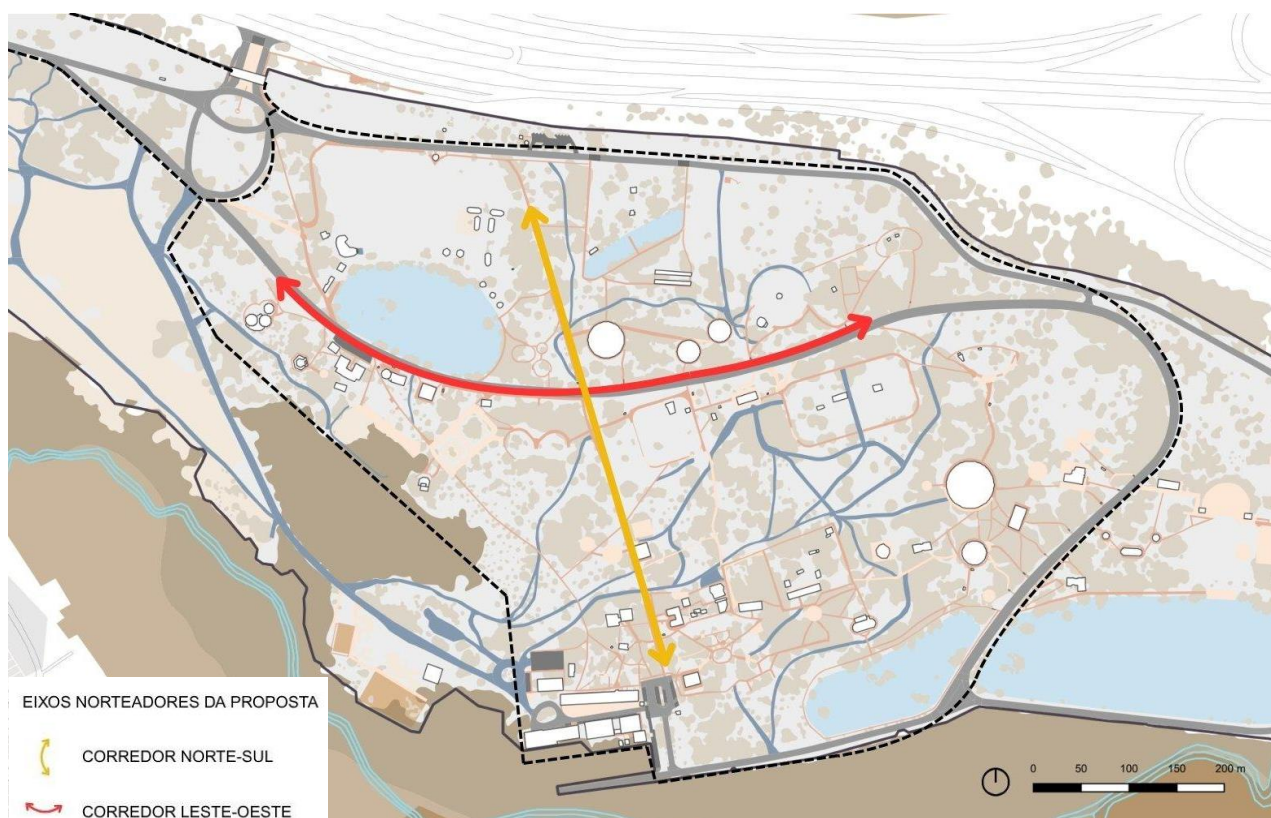 EIXOS NORTEADORES DA PROPOSTA
CORREDOR NORTE-SUL
CORREDOR LESTE-OESTE
0 50 100 150 200 m